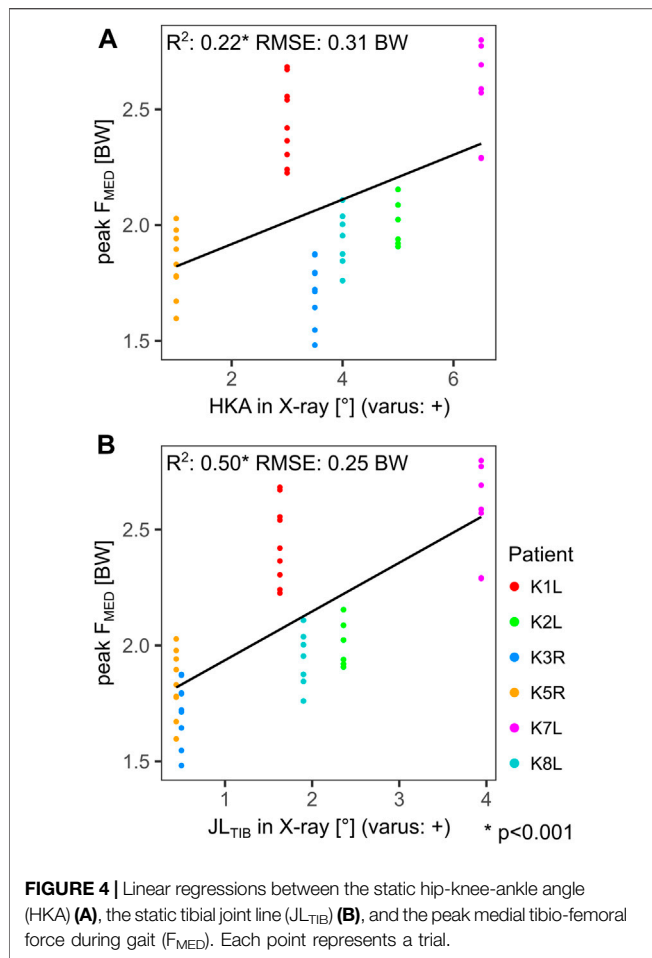 A
R²: 0.22* RMSE: 0.31 BW
peak F_MED [BW]
2.5
2.0
1.5
2 4 6
HKA in X-ray [°] (varus: +)
B
R²: 0.50* RMSE: 0.25 BW
peak F_MED [BW]
2.5
2.0
1.5
1 2 3 4
JL_TIB in X-ray [°] (varus: +)
* p<0.001
Patient
K1L
K2L
K3R
K5R
K7L
K8L
FIGURE 4 | Linear regressions between the static hip-knee-ankle angle
(HKA) (A), the static tibial joint line (JL_TIB) (B), and the peak medial tibio-femoral
force during gait (F_MED). Each point represents a trial.